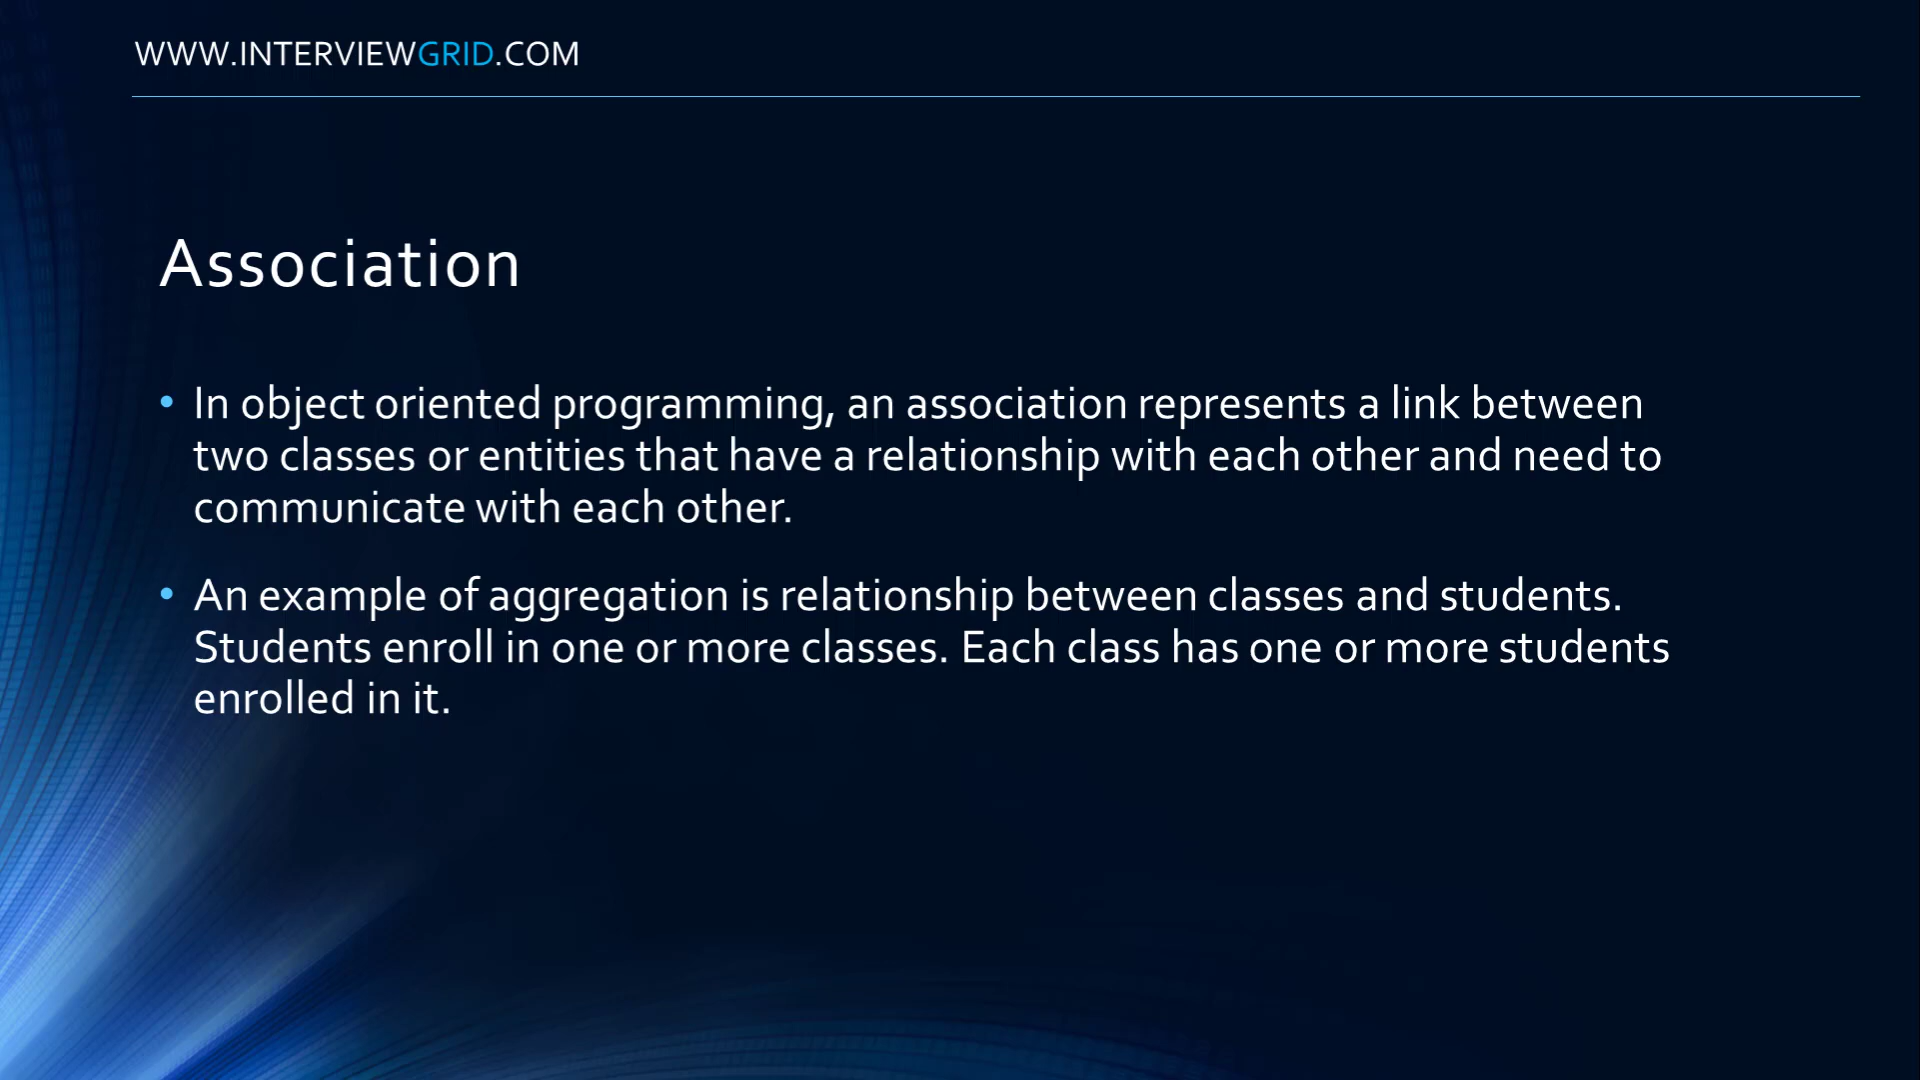 WWW.INTERVIEWGRID.COM
Association
• In object oriented programming, an association represents a link between
two classes or entities that have a relationship with each other and need to
communicate with each other.
• An example of aggregation is relationship between classes and students.
Students enroll in one or more classes. Each class has one or more students
enrolled in it.